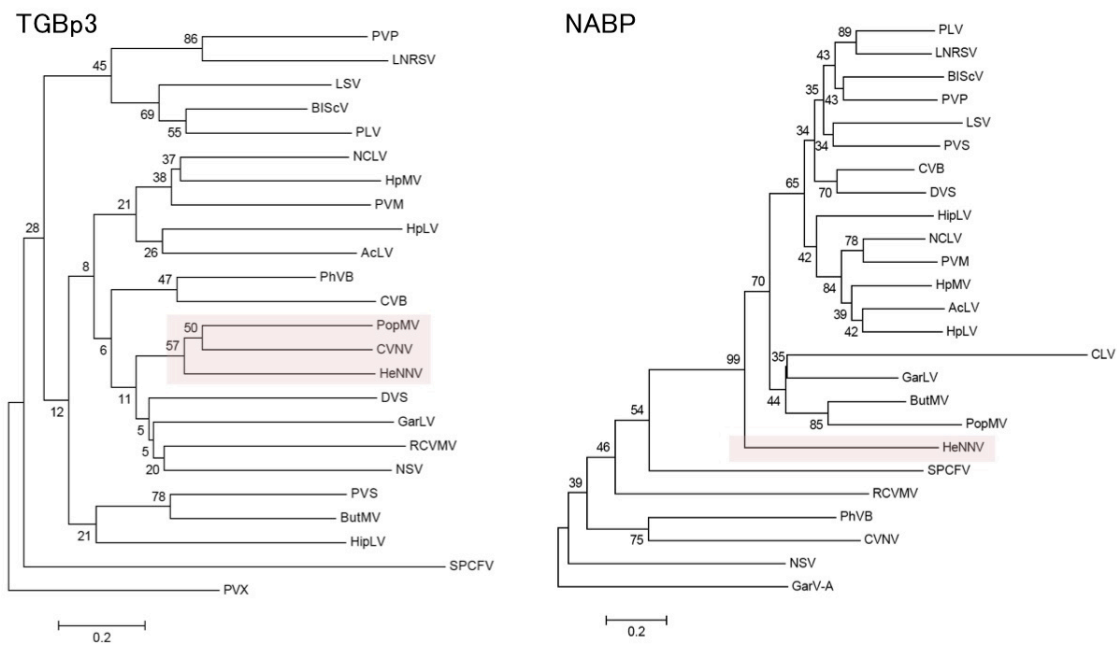 TGBp3
86
PVP
LNRSV
45
LSV
69
BlScV
55
PLV
37
NCLV
38
HpMV
PVM
21
HpLV
26
AcLV
28
8
47
PhVB
CVB
50
PopMV
57
CVNV
HeNNV
6
11
DVS
12
5
GarLV
5
RCVMV
20
NSV
78
PVS
ButMV
21
HipLV
SPCFV
PVX
0.2
NABP
89
PLV
43
LNRSV
35
BlScV
43
PVP
34
LSV
34
PVS
65
CVB
70
DVS
HipLV
42
78
NCLV
PVM
84
HpMV
39
AcLV
42
HpLV
70
99
35
CLV
GarLV
44
ButMV
85
PopMV
HeNNV
54
SPCFV
46
RCVMV
39
PhVB
75
CVNV
NSV
GarV-A
0.2